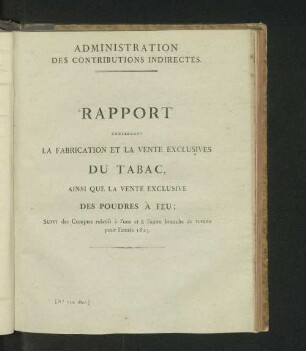 ADMINISTRATION
DES CONTRIBUTIONS INDIRECTES.
RAPPORT
CONCERNANT
LA FABRICATION ET LA VENTE EXCLUSIVES
DU TABAC,
AINSI QUE LA VENTE EXCLUSIVE
DES POUDRES À FEU;
SUIVI des Comptes relatifs à l'une et à l'autre branche de revenu
pour l'année